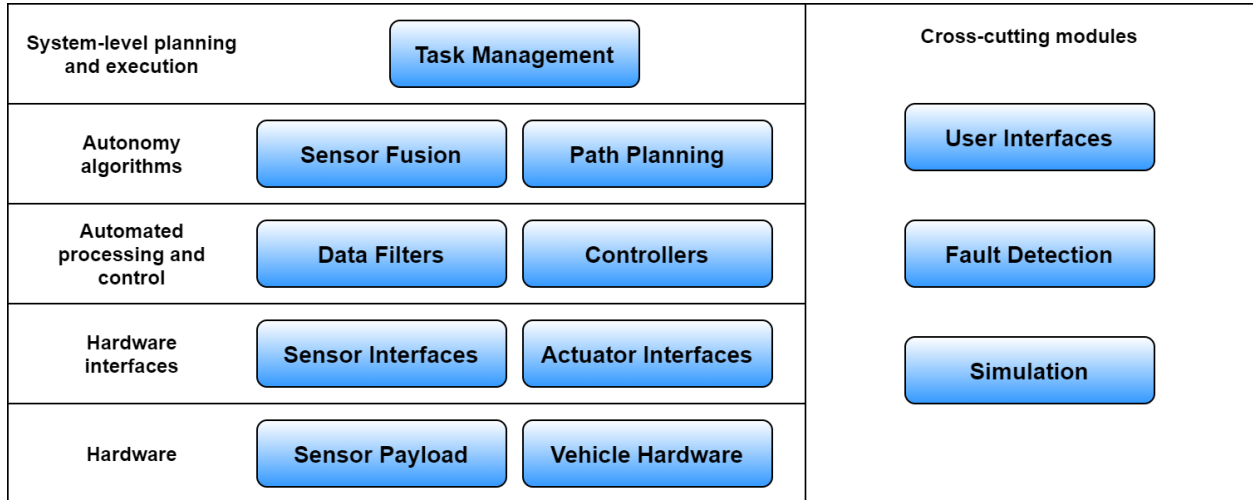 System-level planning
and execution
Task Management
Cross-cutting modules
Autonomy
algorithms
Sensor Fusion
Path Planning
User Interfaces
Automated
processing and
control
Data Filters
Controllers
Fault Detection
Hardware
interfaces
Sensor Interfaces
Actuator Interfaces
Simulation
Hardware
Sensor Payload
Vehicle Hardware